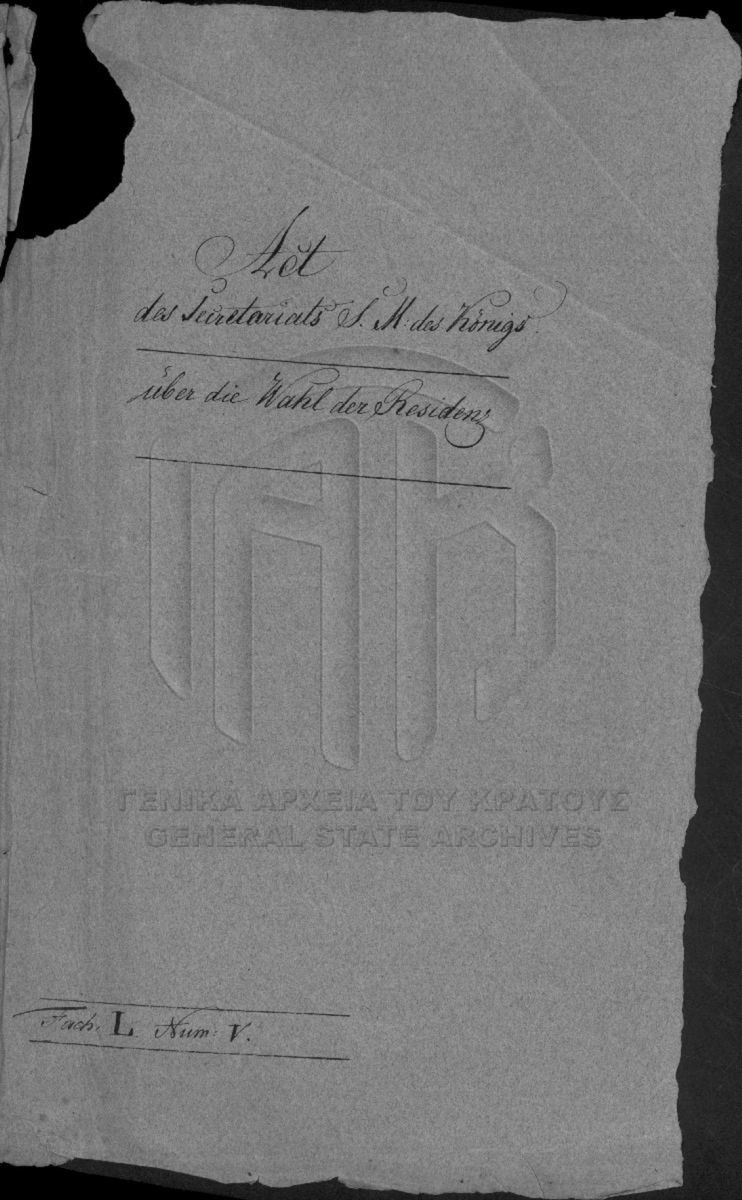 Act
des Secretariats S. M. des Königs.
über die Wahl der Residenz
ΓΕΝΙΚΑ ΑΡΧΕΙΑ ΤΟΥ ΚΡΑΤΟΥΣ
GENERAL STATE ARCHIVES
Fach. L. Num: V.